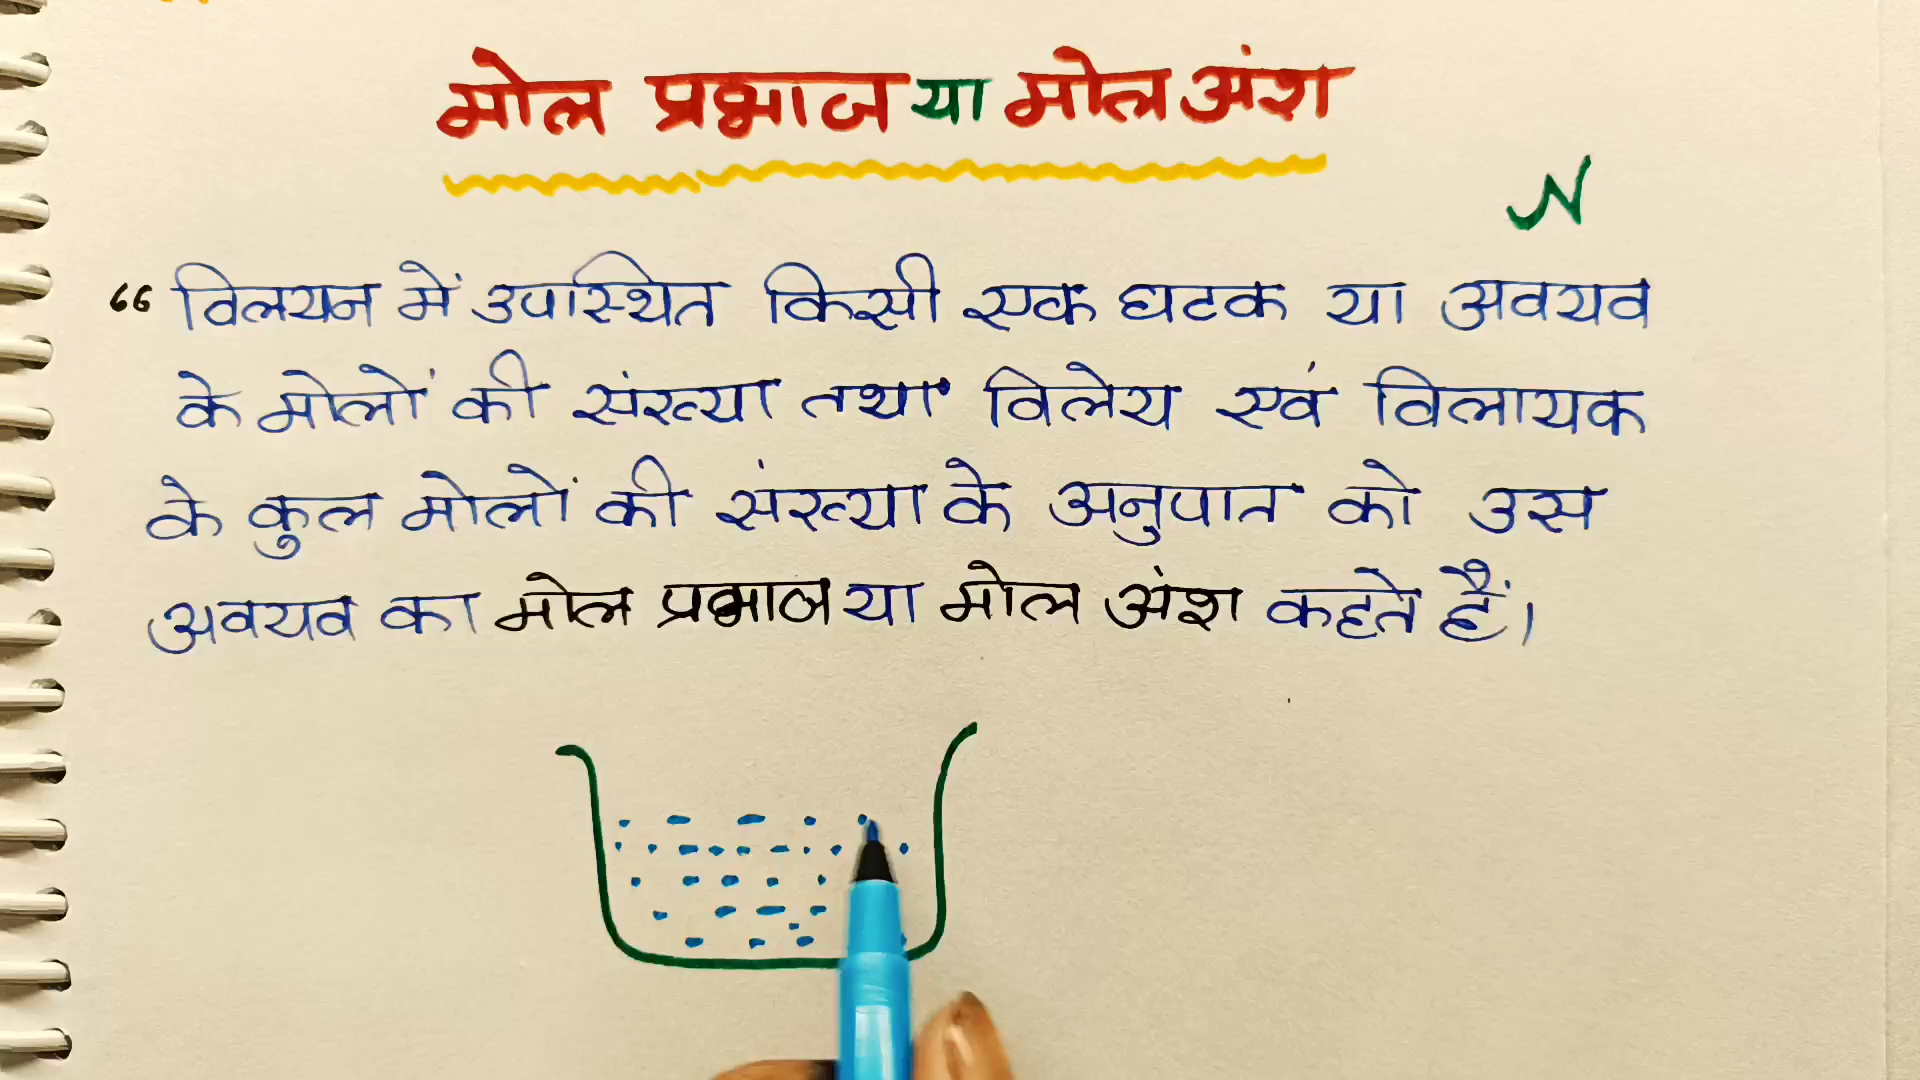 मोल प्रभाज या मोल अंश
N
“ विलयन में उपस्थित किसी एक घटक या अवयव
के मोलों की संख्या तथा विलेय एवं विलायक
के कुल मोलों की संख्या के अनुपात को उस
अवयव का मोल प्रभाज या मोल अंश कहते हैं।